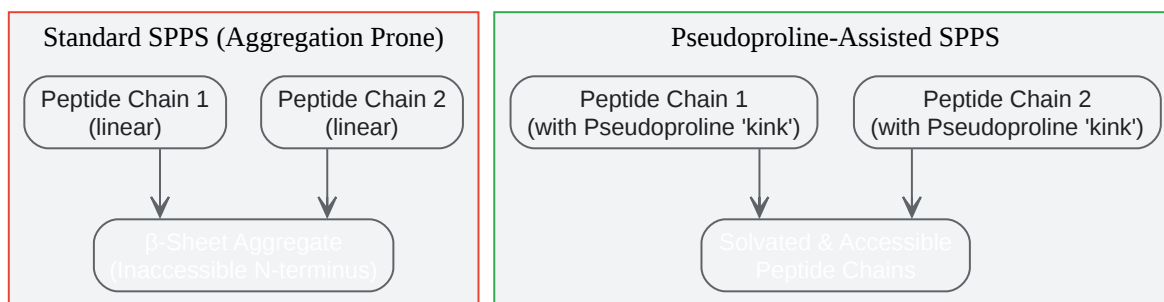 Standard SPPS (Aggregation Prone)
Peptide Chain 1
(linear)
Peptide Chain 2
(linear)
β-Sheet Aggregate
(Inaccessible N-terminus)
Pseudoproline-Assisted SPPS
Peptide Chain 1
(with Pseudoproline 'kink')
Peptide Chain 2
(with Pseudoproline 'kink')
Solvated & Accessible
Peptide Chains